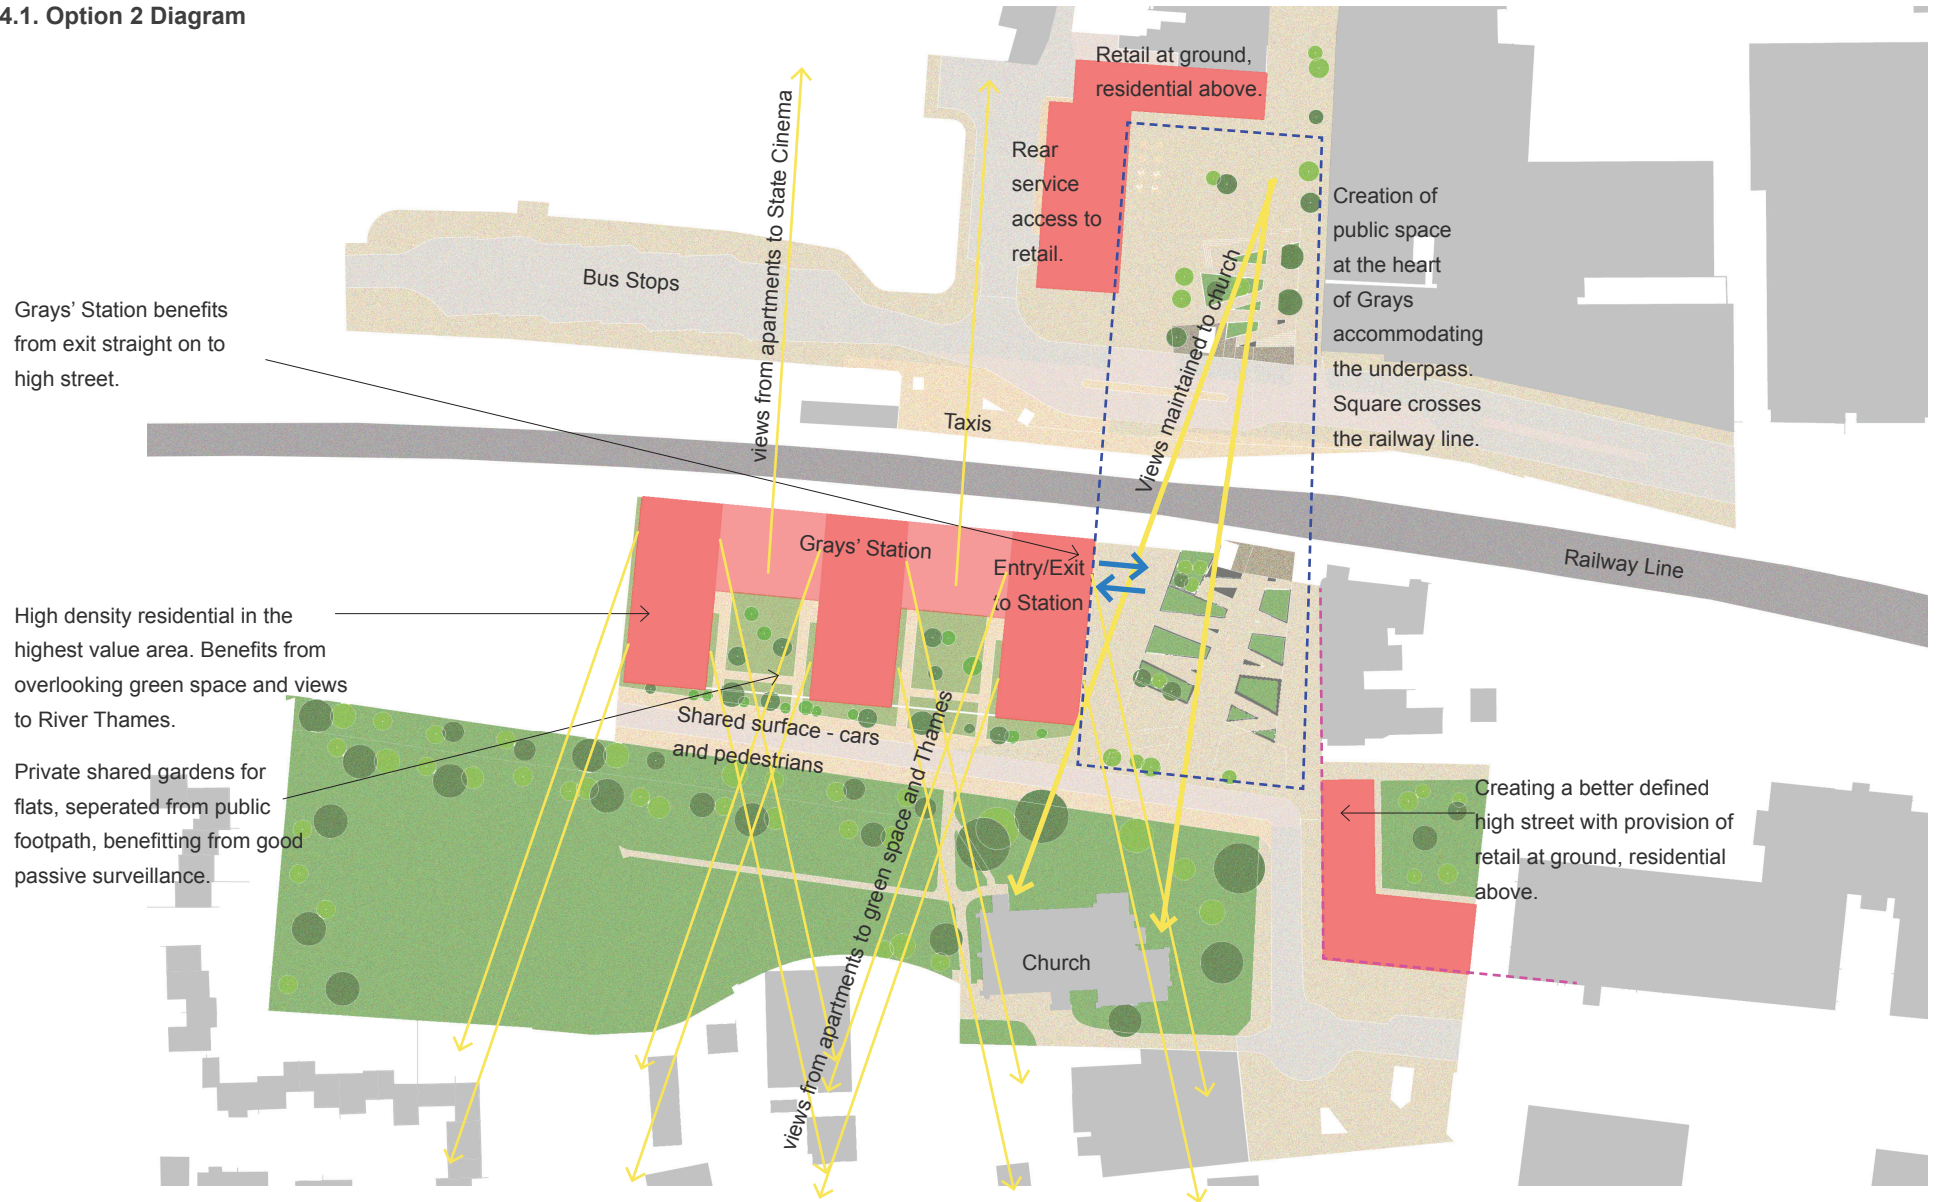 4.1. Option 2 Diagram
Retail at ground,
residential above.
Rear
service
access to
retail.
views from apartments to State Cinema
Bus Stops
Creation of
public space
at the heart
of Grays
accommodating
the underpass.
Square crosses
the railway line.
Views maintained to church
Grays' Station benefits
from exit straight on to
high street.
Taxis
Railway Line
Grays' Station
Entry/Exit
to Station
High density residential in the
highest value area. Benefits from
overlooking green space and views
to River Thames.
Shared surface - cars
and pedestrians
Private shared gardens for
flats, seperated from public
footpath, benefitting from good
passive surveillance.
views from apartments to green space and Thames
Creating a better defined
high street with provision of
retail at ground, residential
above.
Church